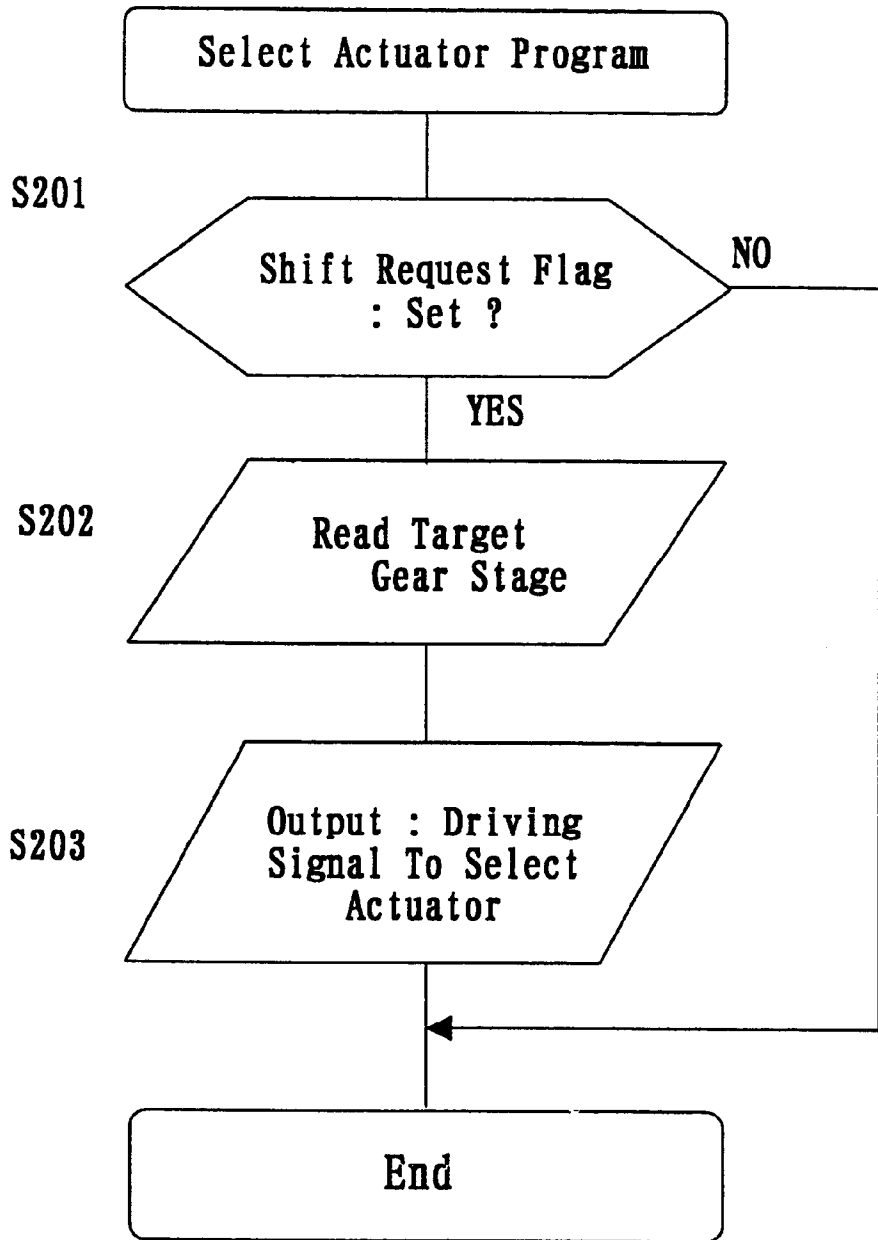 Select Actuator Program
S201
Shift Request Flag
: Set ?
NO
YES
S202
Read Target
Gear Stage
S203
Output : Driving
Signal To Select
Actuator
End